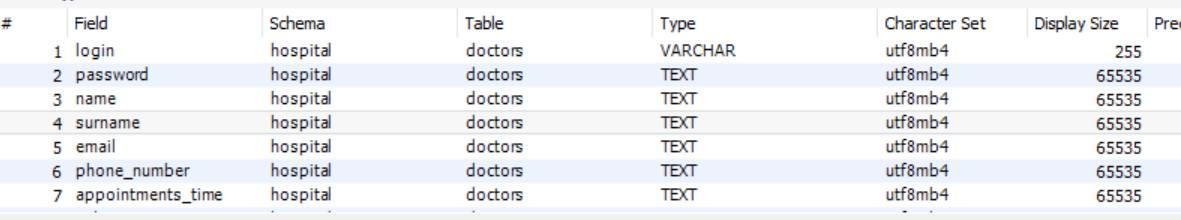 # Field Schema Table Type Character Set Display Size Prec
1 login hospital doctors VARCHAR utf8mb4 255
2 password hospital doctors TEXT utf8mb4 65535
3 name hospital doctors TEXT utf8mb4 65535
4 surname hospital doctors TEXT utf8mb4 65535
5 email hospital doctors TEXT utf8mb4 65535
6 phone_number hospital doctors TEXT utf8mb4 65535
7 appointments_time hospital doctors TEXT utf8mb4 65535